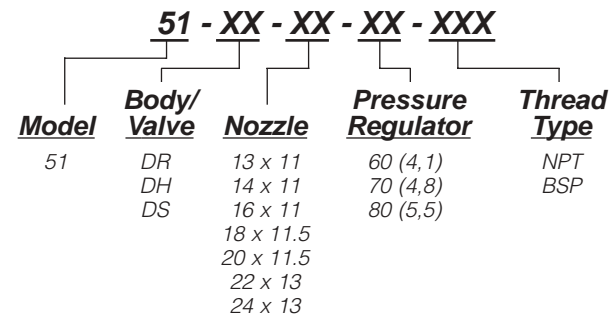 51 - XX - XX - XX - XXX
Body/ Pressure Thread
Model Valve Nozzle Regulator Type
51 DR 13 x 11 60 (4,1) NPT
DH 14 x 11 70 (4,8) BSP
DS 16 x 11 80 (5,5)
18 x 11.5
20 x 11.5
22 x 13
24 x 13